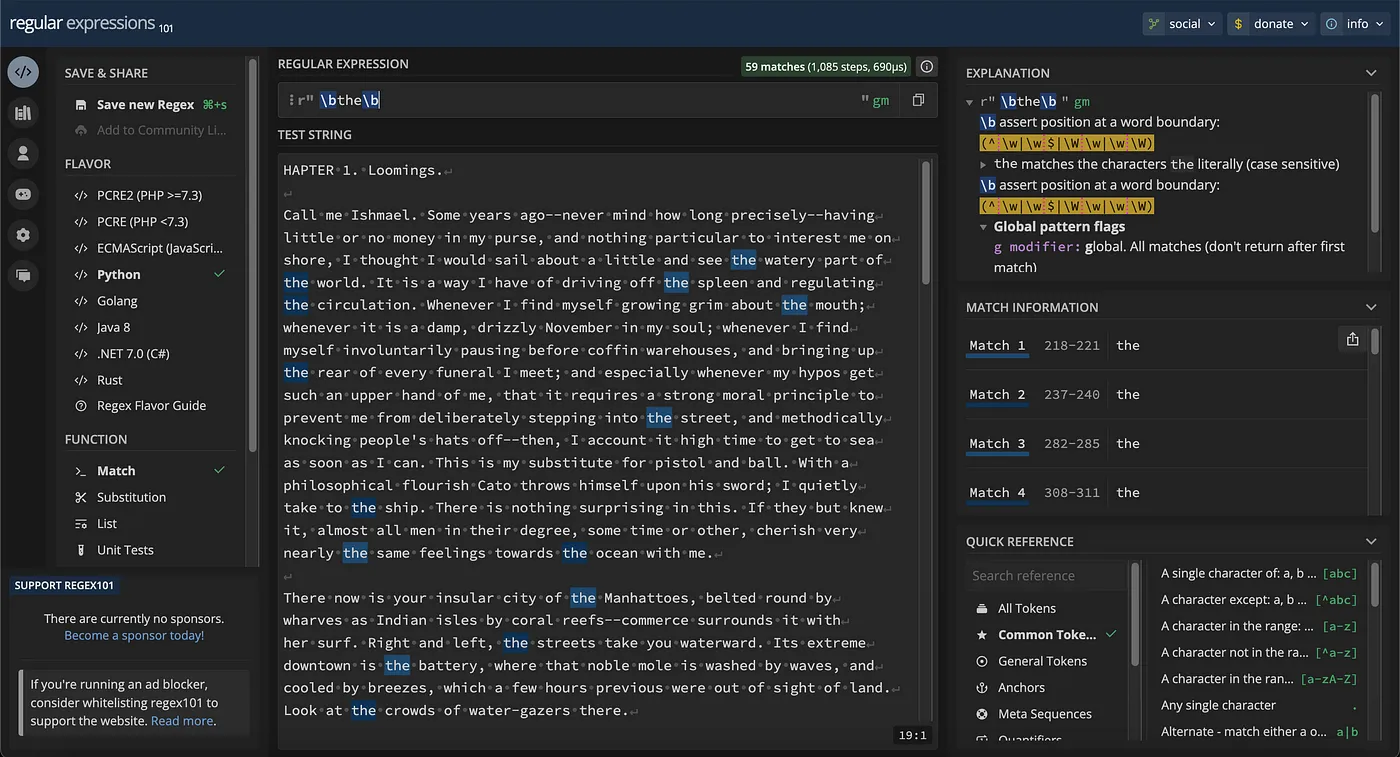 regular expressions 101
social
donate
info
SAVE & SHARE
Save new Regex ⌘+s
Add to Community Li...
FLAVOR
PCRE2 (PHP >=7.3)
PCRE (PHP <7.3)
ECMAScript (JavaScri...
Python
Golang
Java 8
.NET 7.0 (C#)
Rust
Regex Flavor Guide
FUNCTION
Match
Substitution
List
Unit Tests
SUPPORT REGEX101
There are currently no sponsors.
Become a sponsor today!
If you're running an ad blocker,
consider whitelisting regex101 to
support the website. Read more.
REGULAR EXPRESSION
59 matches (1,085 steps, 690μs)
r" \bthe\b " gm
TEST STRING
HAPTER 1. Loomings.
Call me Ishmael. Some years ago--never mind how long precisely--having
little or no money in my purse, and nothing particular to interest me on
shore, I thought I would sail about a little and see the watery part of
the world. It is a way I have of driving off the spleen and regulating
the circulation. Whenever I find myself growing grim about the mouth;
whenever it is a damp, drizzly November in my soul; whenever I find
myself involuntarily pausing before coffin warehouses, and bringing up
the rear of every funeral I meet; and especially whenever my hypos get
such an upper hand of me, that it requires a strong moral principle to
prevent me from deliberately stepping into the street, and methodically
knocking people's hats off--then, I account it high time to get to sea
as soon as I can. This is my substitute for pistol and ball. With a
philosophical flourish Cato throws himself upon his sword; I quietly
take to the ship. There is nothing surprising in this. If they but knew
it, almost all men in their degree, some time or other, cherish very
nearly the same feelings towards the ocean with me.
There now is your insular city of the Manhattoes, belted round by
wharves as Indian isles by coral reefs--commerce surrounds it with
her surf. Right and left, the streets take you waterward. Its extreme
downtown is the battery, where that noble mole is washed by waves, and
cooled by breezes, which a few hours previous were out of sight of land.
Look at the crowds of water-gazers there.
19:1
EXPLANATION
r" \bthe\b " gm
\b assert position at a word boundary:
(^\w|\w$|\W\w|\w\W)
the matches the characters the literally (case sensitive)
\b assert position at a word boundary:
(^\w|\w$|\W\w|\w\W)
Global pattern flags
g modifier: global. All matches (don't return after first
match)
MATCH INFORMATION
Match 1 218-221 the
Match 2 237-240 the
Match 3 282-285 the
Match 4 308-311 the
QUICK REFERENCE
Search reference
All Tokens
Common Toke...
General Tokens
Anchors
Meta Sequences
Quantifiers
A single character of: a, b ... [abc]
A character except: a, b ... [^abc]
A character in the range: ... [a-z]
A character not in the ra... [^a-z]
A character in the ran... [a-zA-Z]
Any single character .
Alternate - match either a o... a|b